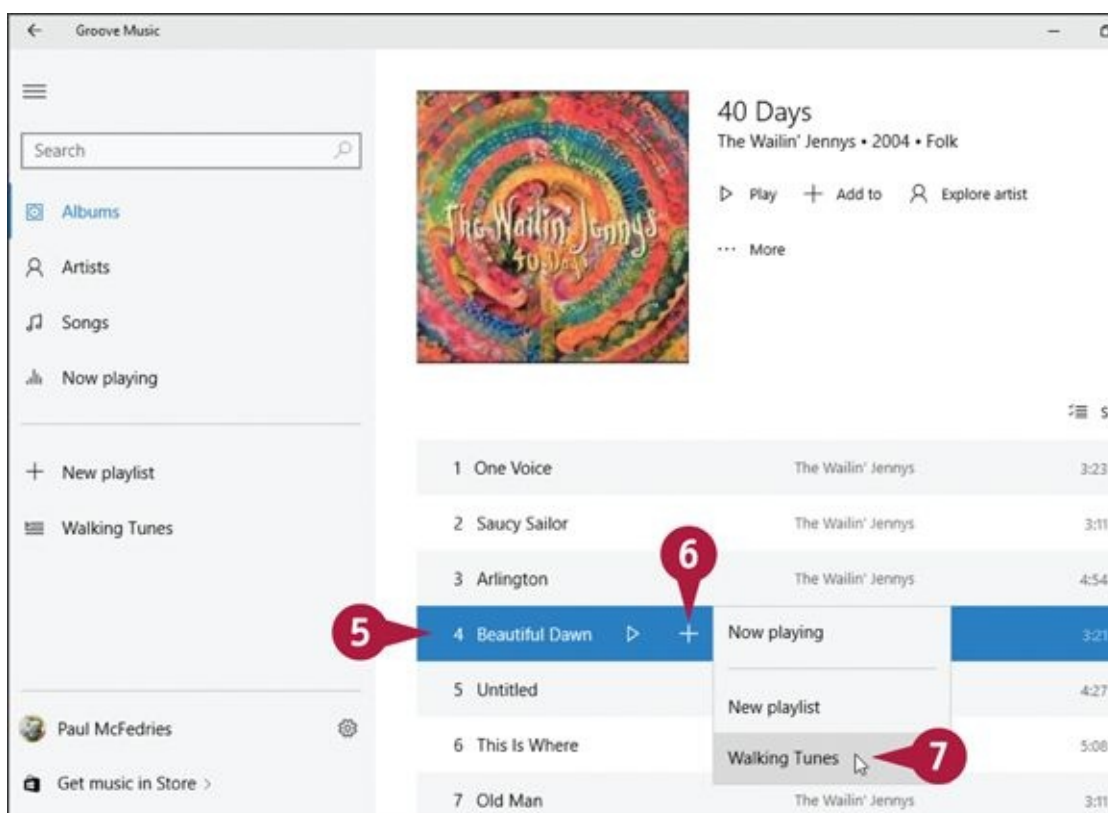 Groove Music
Search
Albums
Artists
Songs
Now playing
New playlist
Walking Tunes
Paul McFedries
Get music in Store >
The Wailin' Jennys
40 Days
40 Days
The Wailin' Jennys • 2004 • Folk
Play + Add to Explore artist
··· More
S
1 One Voice The Wailin' Jennys 3:23
2 Saucy Sailor The Wailin' Jennys 3:11
6
3 Arlington The Wailin' Jennys 4:54
5 4 Beautiful Dawn + Now playing 3:21
5 Untitled 4:27
New playlist
6 This Is Where 5:08
Walking Tunes 7
7 Old Man The Wailin' Jennys 3:11